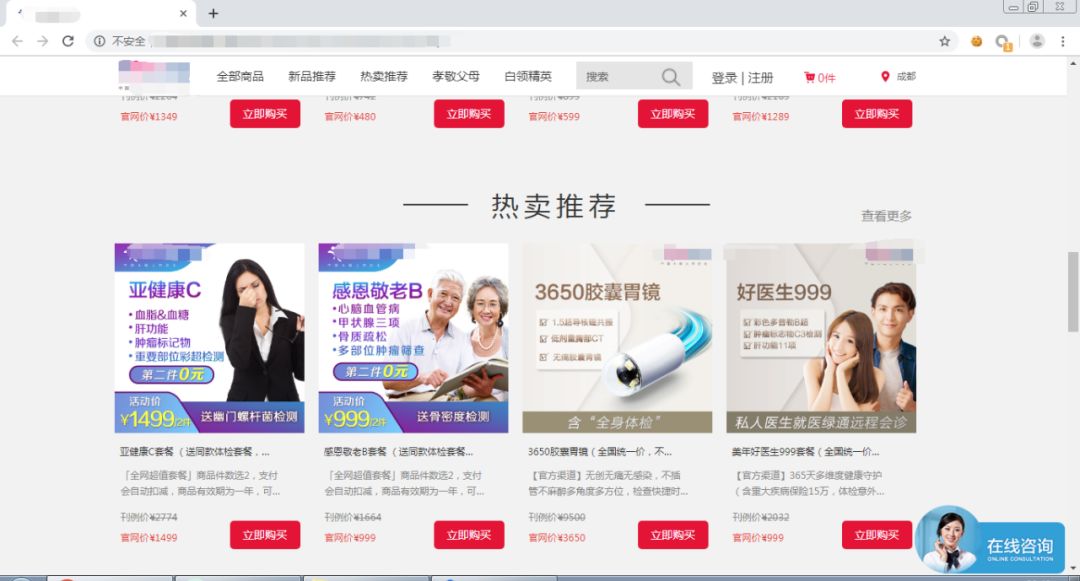 不安全
全部商品 新品推荐 热卖推荐 孝敬父母 白领精英 搜索 登录 | 注册 0件 成都
官网价¥1349 立即购买 官网价¥480 立即购买 官网价¥599 立即购买 官网价¥1289 立即购买
热卖推荐
查看更多
亚健康C
•血脂&血糖
•肝功能
•肿瘤标记物
•重要部位彩超检测
第二件0元
活动价
¥1499/2件 送幽门螺杆菌检测
感恩敬老B
•心脑血管病
•甲状腺三项
•骨质疏松
•多部位肿瘤筛查
第二件0元
活动价
¥999/2件 送骨密度检测
3650胶囊胃镜
1.5超导核磁共振
低剂量胸部CT
无痛胶囊胃镜
含“全身体检”
好医生999
彩色多普勒B超
肿瘤标志物C3检测
肝功能11项
私人医生就医绿通远程会诊
亚健康C套餐（送同款体检套餐，...
「全网超值套餐」商品件数选2，支付
会自动扣减，商品有效期为一年，可...
刊例价¥2774
官网价¥1499 立即购买
感恩敬老B套餐（送同款体检套餐...
「全网超值套餐」商品件数选2，支付
会自动扣减，商品有效期为一年，可...
刊例价¥1664
官网价¥999 立即购买
3650胶囊胃镜（全国统一价，不...
【官方渠道】无创无痛无感染，不插
管不麻醉多角度多方位，检查快捷时...
刊例价¥9500
官网价¥3650 立即购买
美年好医生999套餐（全国统一价...
【官方渠道】365天多维度健康守护
（含重大疾病保险15万，体检意外...
刊例价¥2032
官网价¥999 立即购买
在线咨询
ONLINE CONSULTATION